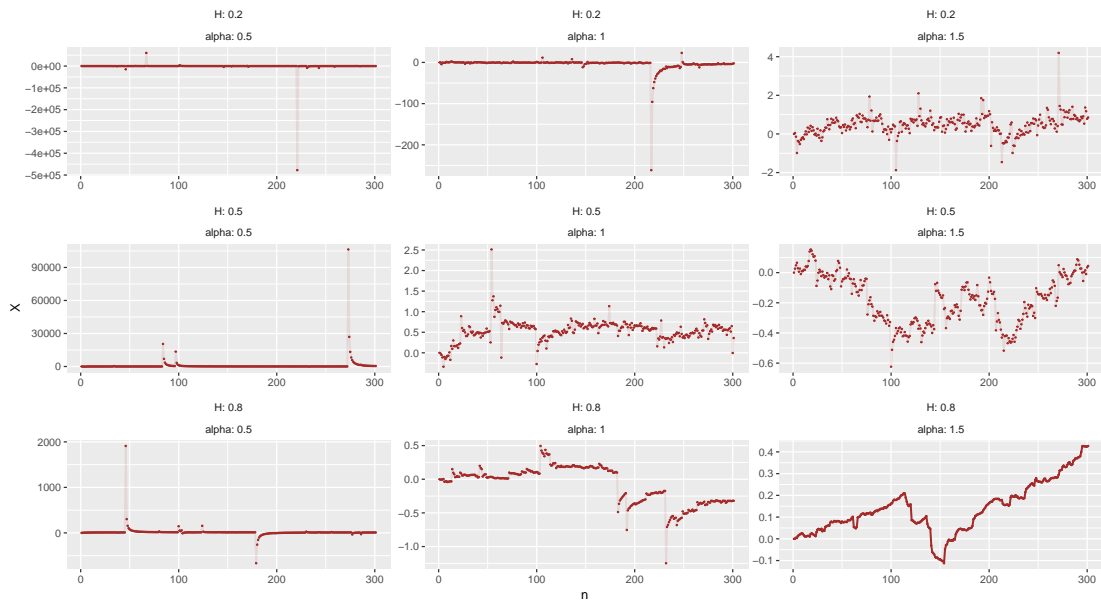 H: 0.2 H: 0.2 H: 0.2
alpha: 0.5 alpha: 1 alpha: 1.5
0e+00
−1e+05
−2e+05
−3e+05
−4e+05
−5e+05
0 100 200 300
0
−100
−200
0 100 200 300
4
2
0
−2
0 100 200 300
H: 0.5 H: 0.5 H: 0.5
alpha: 0.5 alpha: 1 alpha: 1.5
X
90000
60000
30000
0
0 100 200 300
2.5
2.0
1.5
1.0
0.5
0.0
0 100 200 300
0.0
−0.2
−0.4
−0.6
0 100 200 300
H: 0.8 H: 0.8 H: 0.8
alpha: 0.5 alpha: 1 alpha: 1.5
2000
1000
0
0 100 200 300
0.5
0.0
−0.5
−1.0
0 100 200 300
0.4
0.3
0.2
0.1
0.0
−0.1
0 100 200 300
n